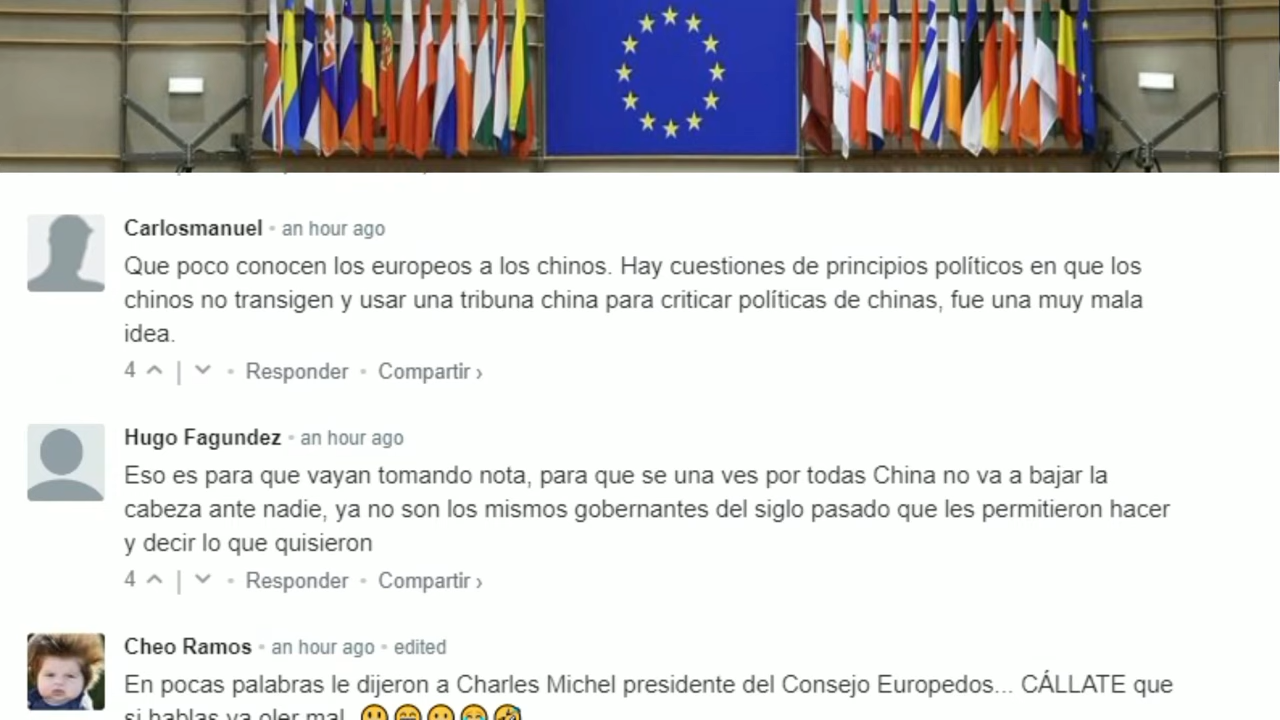 Carlosmanuel • an hour ago
Que poco conocen los europeos a los chinos. Hay cuestiones de principios políticos en que los
chinos no transigen y usar una tribuna china para criticar políticas de chinas, fue una muy mala
idea.
4 | • Responder • Compartir ›
Hugo Fagundez • an hour ago
Eso es para que vayan tomando nota, para que se una ves por todas China no va a bajar la
cabeza ante nadie, ya no son los mismos gobernantes del siglo pasado que les permitieron hacer
y decir lo que quisieron
4 | • Responder • Compartir ›
Cheo Ramos • an hour ago • edited
En pocas palabras le dijeron a Charles Michel presidente del Consejo Europedos... CÁLLATE que
si hablas va oler mal